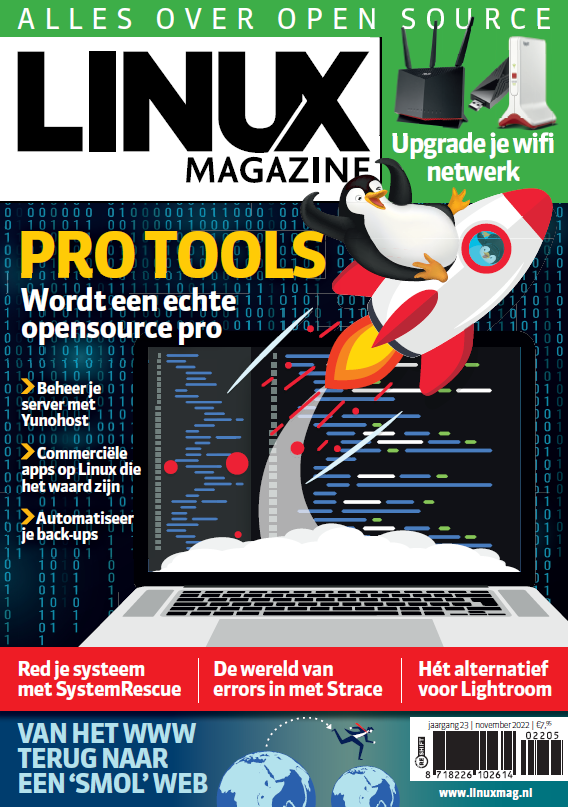 ALLES OVER OPEN SOURCE
LINUX
MAGAZINE
Upgrade je wifi
netwerk
PRO TOOLS
Wordt een echte
opensource pro
Beheer je
server met
Yunohost
Commerciële
apps op Linux die
het waard zijn
Automatiseer
je back-ups
Red je systeem
met SystemRescue
De wereld van
errors in met Strace
Hét alternatief
voor Lightroom
VAN HET WWW
TERUG NAAR
EEN ‘SMOL’ WEB
jaargang 23 | november 2022 | €7,95
RESHIFT
02205
8 718226 102614
www.linuxmag.nl